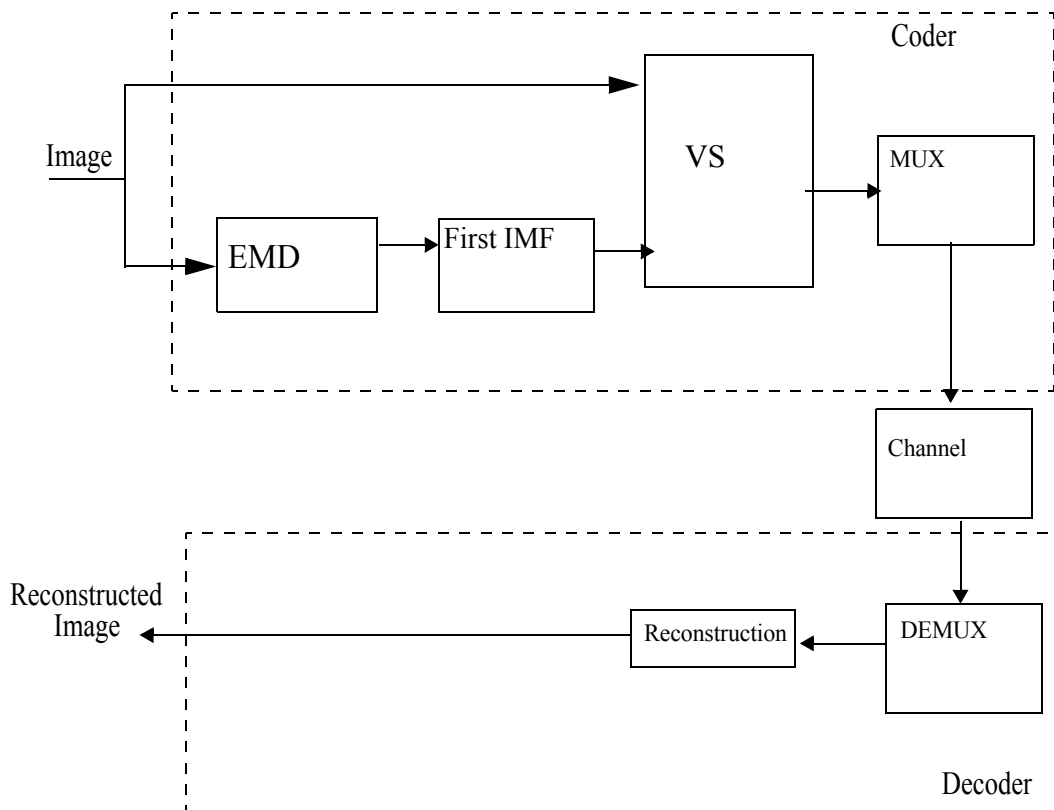 Coder
Image
VS
MUX
EMD
First IMF
Channel
Reconstructed
Image
Reconstruction
DEMUX
Decoder